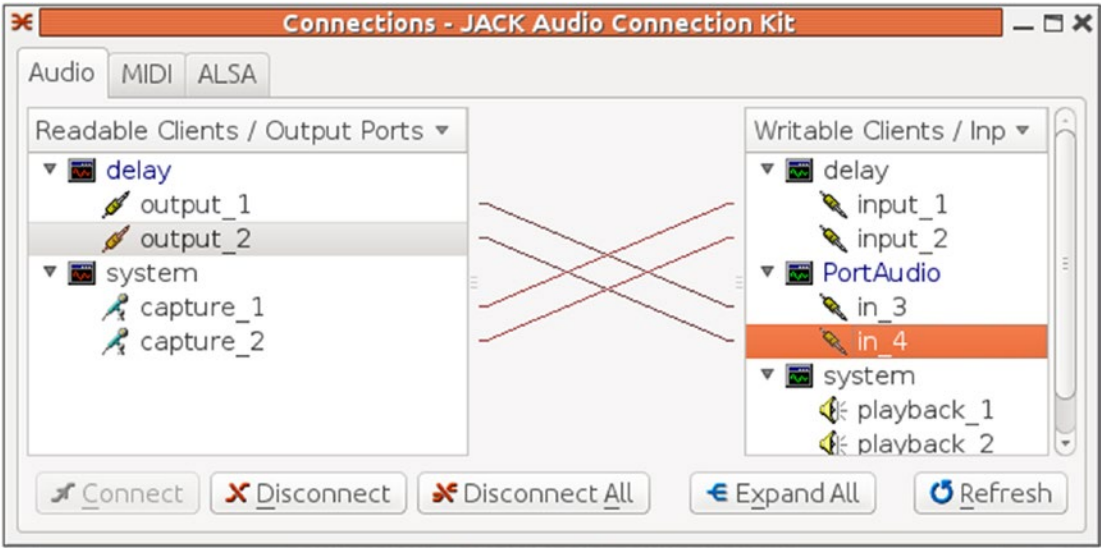 Connections - JACK Audio Connection Kit
Audio MIDI ALSA
Readable Clients / Output Ports
delay
output_1
output_2
system
capture_1
capture_2
Writable Clients / Inp
delay
input_1
input_2
PortAudio
in_3
in_4
system
playback_1
playback_2
Connect Disconnect Disconnect All Expand All Refresh